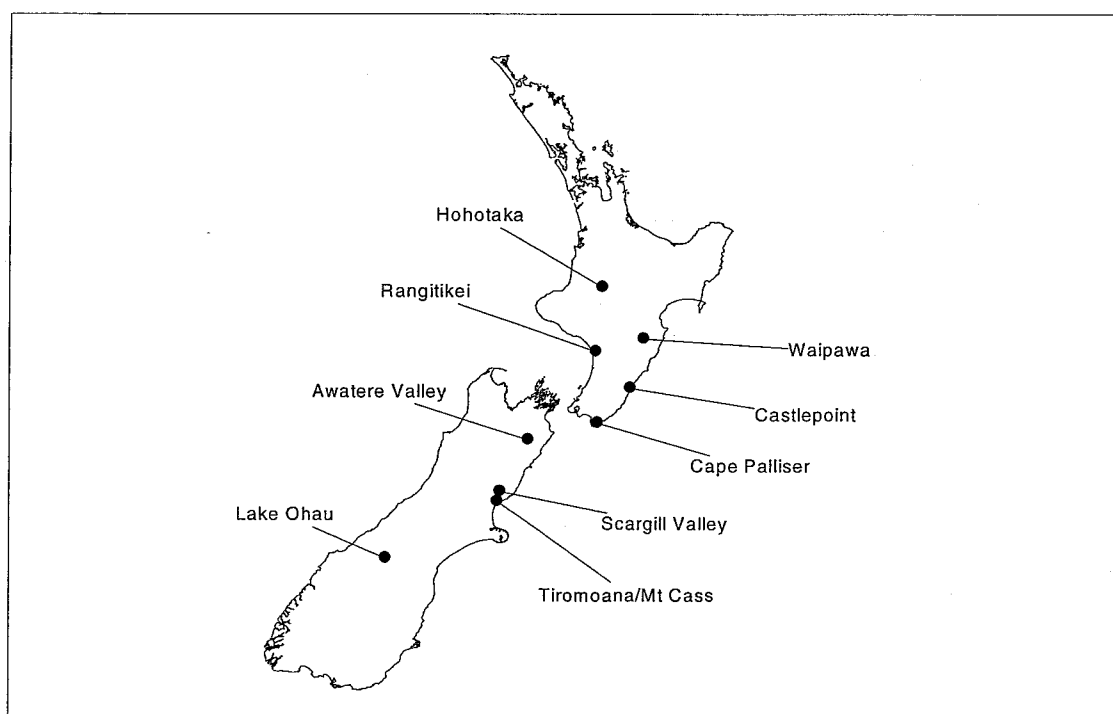 Hohotaka
Rangitikei
Waipawa
Awatere Valley
Castlepoint
Cape Palliser
Lake Ohau
Scargill Valley
Tiromoana/Mt Cass